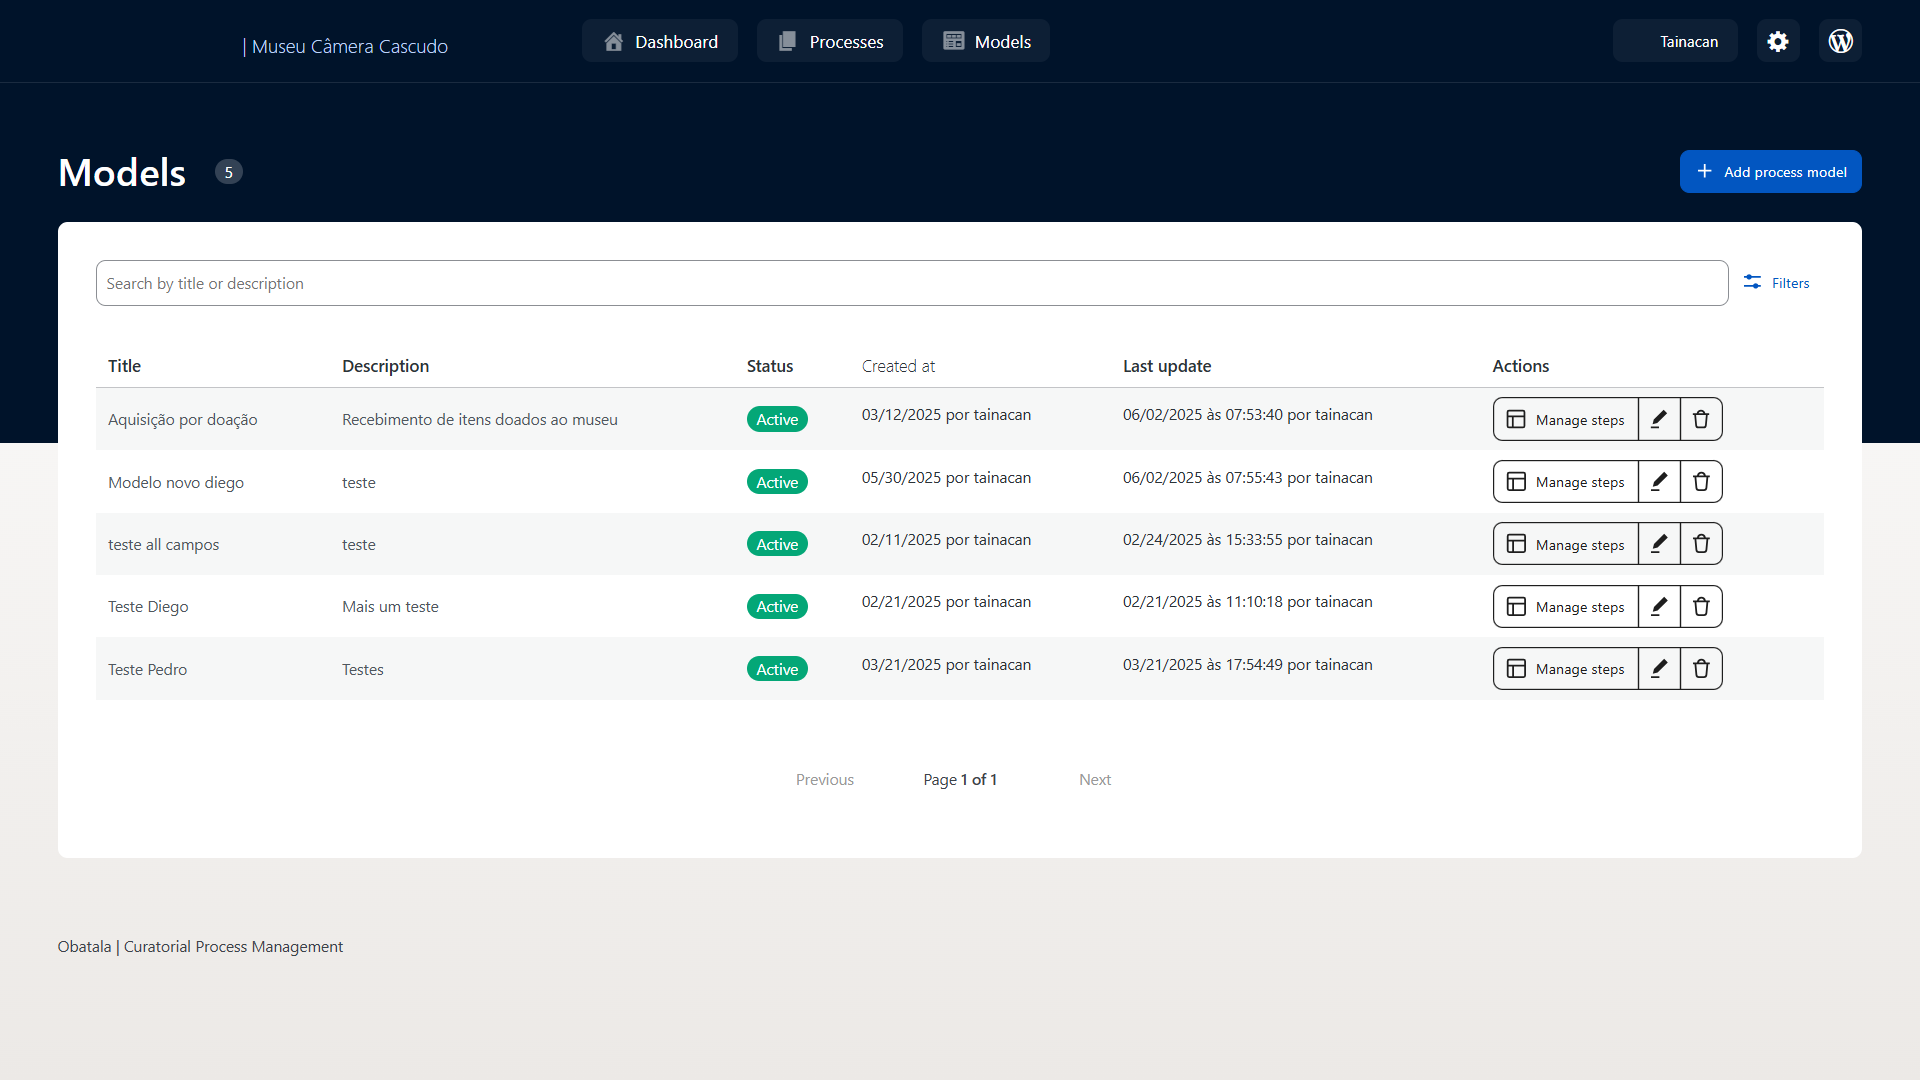 | Museu Câmera Cascudo
Dashboard
Processes
Models
Tainacan
Models 5
Add process model
Search by title or description
Filters
Title Description Status Created at Last update Actions
Aquisição por doação Recebimento de itens doados ao museu Active 03/12/2025 por tainacan 06/02/2025 às 07:53:40 por tainacan Manage steps
Modelo novo diego teste Active 05/30/2025 por tainacan 06/02/2025 às 07:55:43 por tainacan Manage steps
teste all campos teste Active 02/11/2025 por tainacan 02/24/2025 às 15:33:55 por tainacan Manage steps
Teste Diego Mais um teste Active 02/21/2025 por tainacan 02/21/2025 às 11:10:18 por tainacan Manage steps
Teste Pedro Testes Active 03/21/2025 por tainacan 03/21/2025 às 17:54:49 por tainacan Manage steps
Previous Page 1 of 1 Next
Obatala | Curatorial Process Management